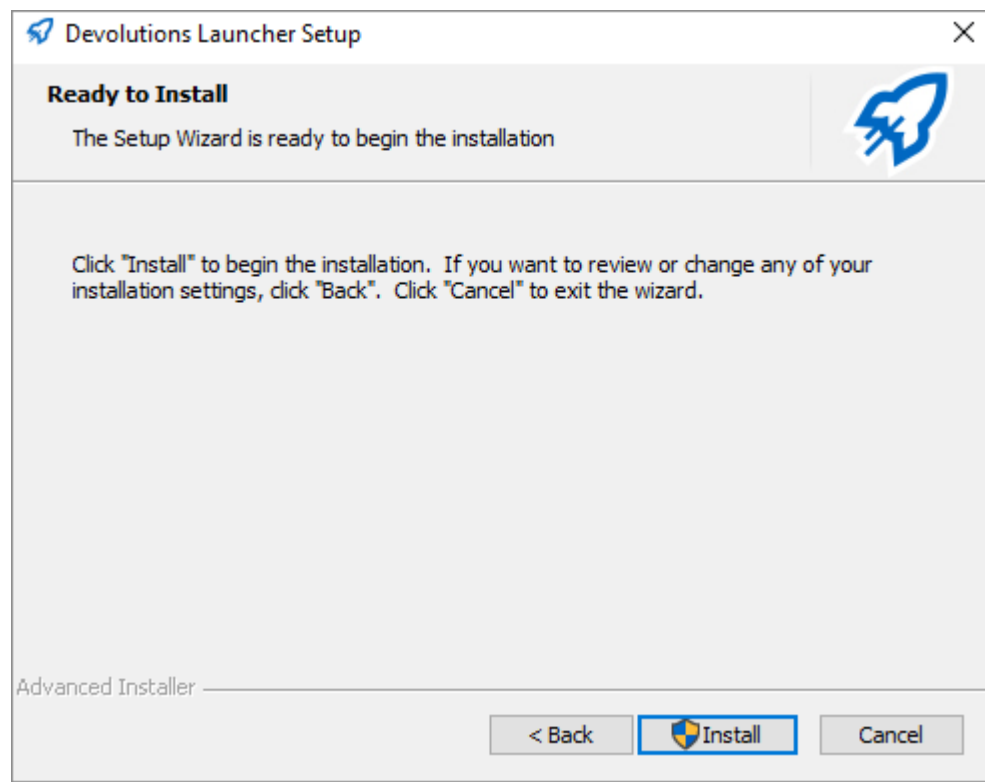 Devolutions Launcher Setup
Ready to Install
The Setup Wizard is ready to begin the installation
Click "Install" to begin the installation.  If you want to review or change any of your
installation settings, click "Back".  Click "Cancel" to exit the wizard.
Advanced Installer
< Back
Install
Cancel